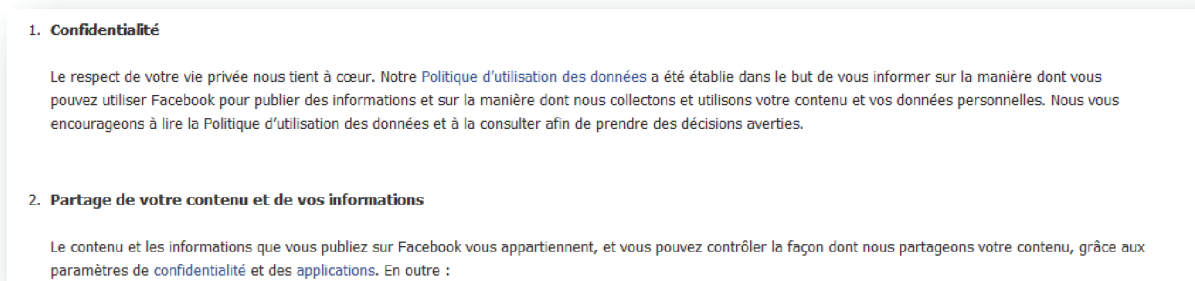 1. Confidentialité
Le respect de votre vie privée nous tient à cœur. Notre Politique d'utilisation des données a été établie dans le but de vous informer sur la manière dont vous
pouvez utiliser Facebook pour publier des informations et sur la manière dont nous collectons et utilisons votre contenu et vos données personnelles. Nous vous
encourageons à lire la Politique d'utilisation des données et à la consulter afin de prendre des décisions averties.
2. Partage de votre contenu et de vos informations
Le contenu et les informations que vous publiez sur Facebook vous appartiennent, et vous pouvez contrôler la façon dont nous partageons votre contenu, grâce aux
paramètres de confidentialité et des applications. En outre :